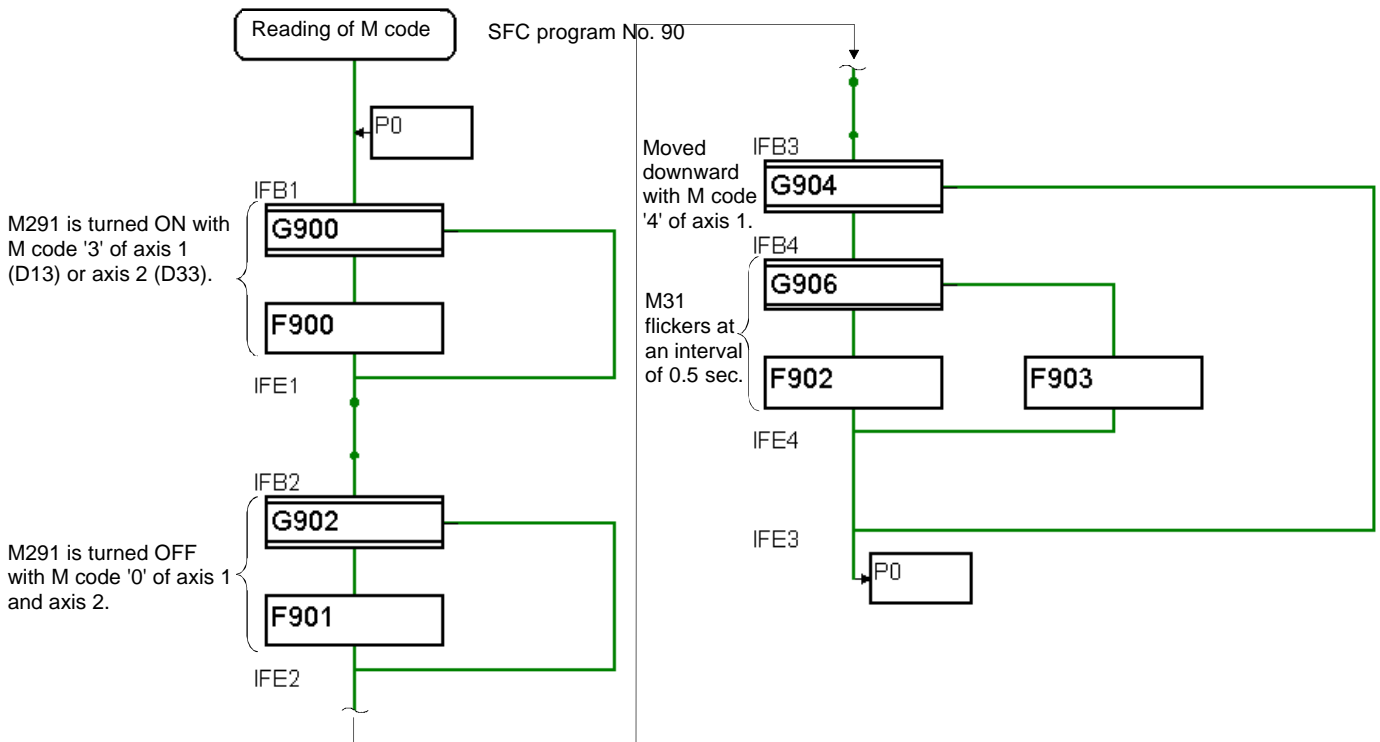 Reading of M code
SFC program No. 90
P0
IFB1
M291 is turned ON with
M code '3' of axis 1
(D13) or axis 2 (D33).
G900
F900
IFE1
IFB2
G902
M291 is turned OFF
with M code '0' of axis 1
and axis 2.
F901
IFE2
Moved
downward
with M code
'4' of axis 1.
IFB3
G904
IFB4
G906
M31
flickers at
an interval
of 0.5 sec.
F902
F903
IFE4
IFE3
P0